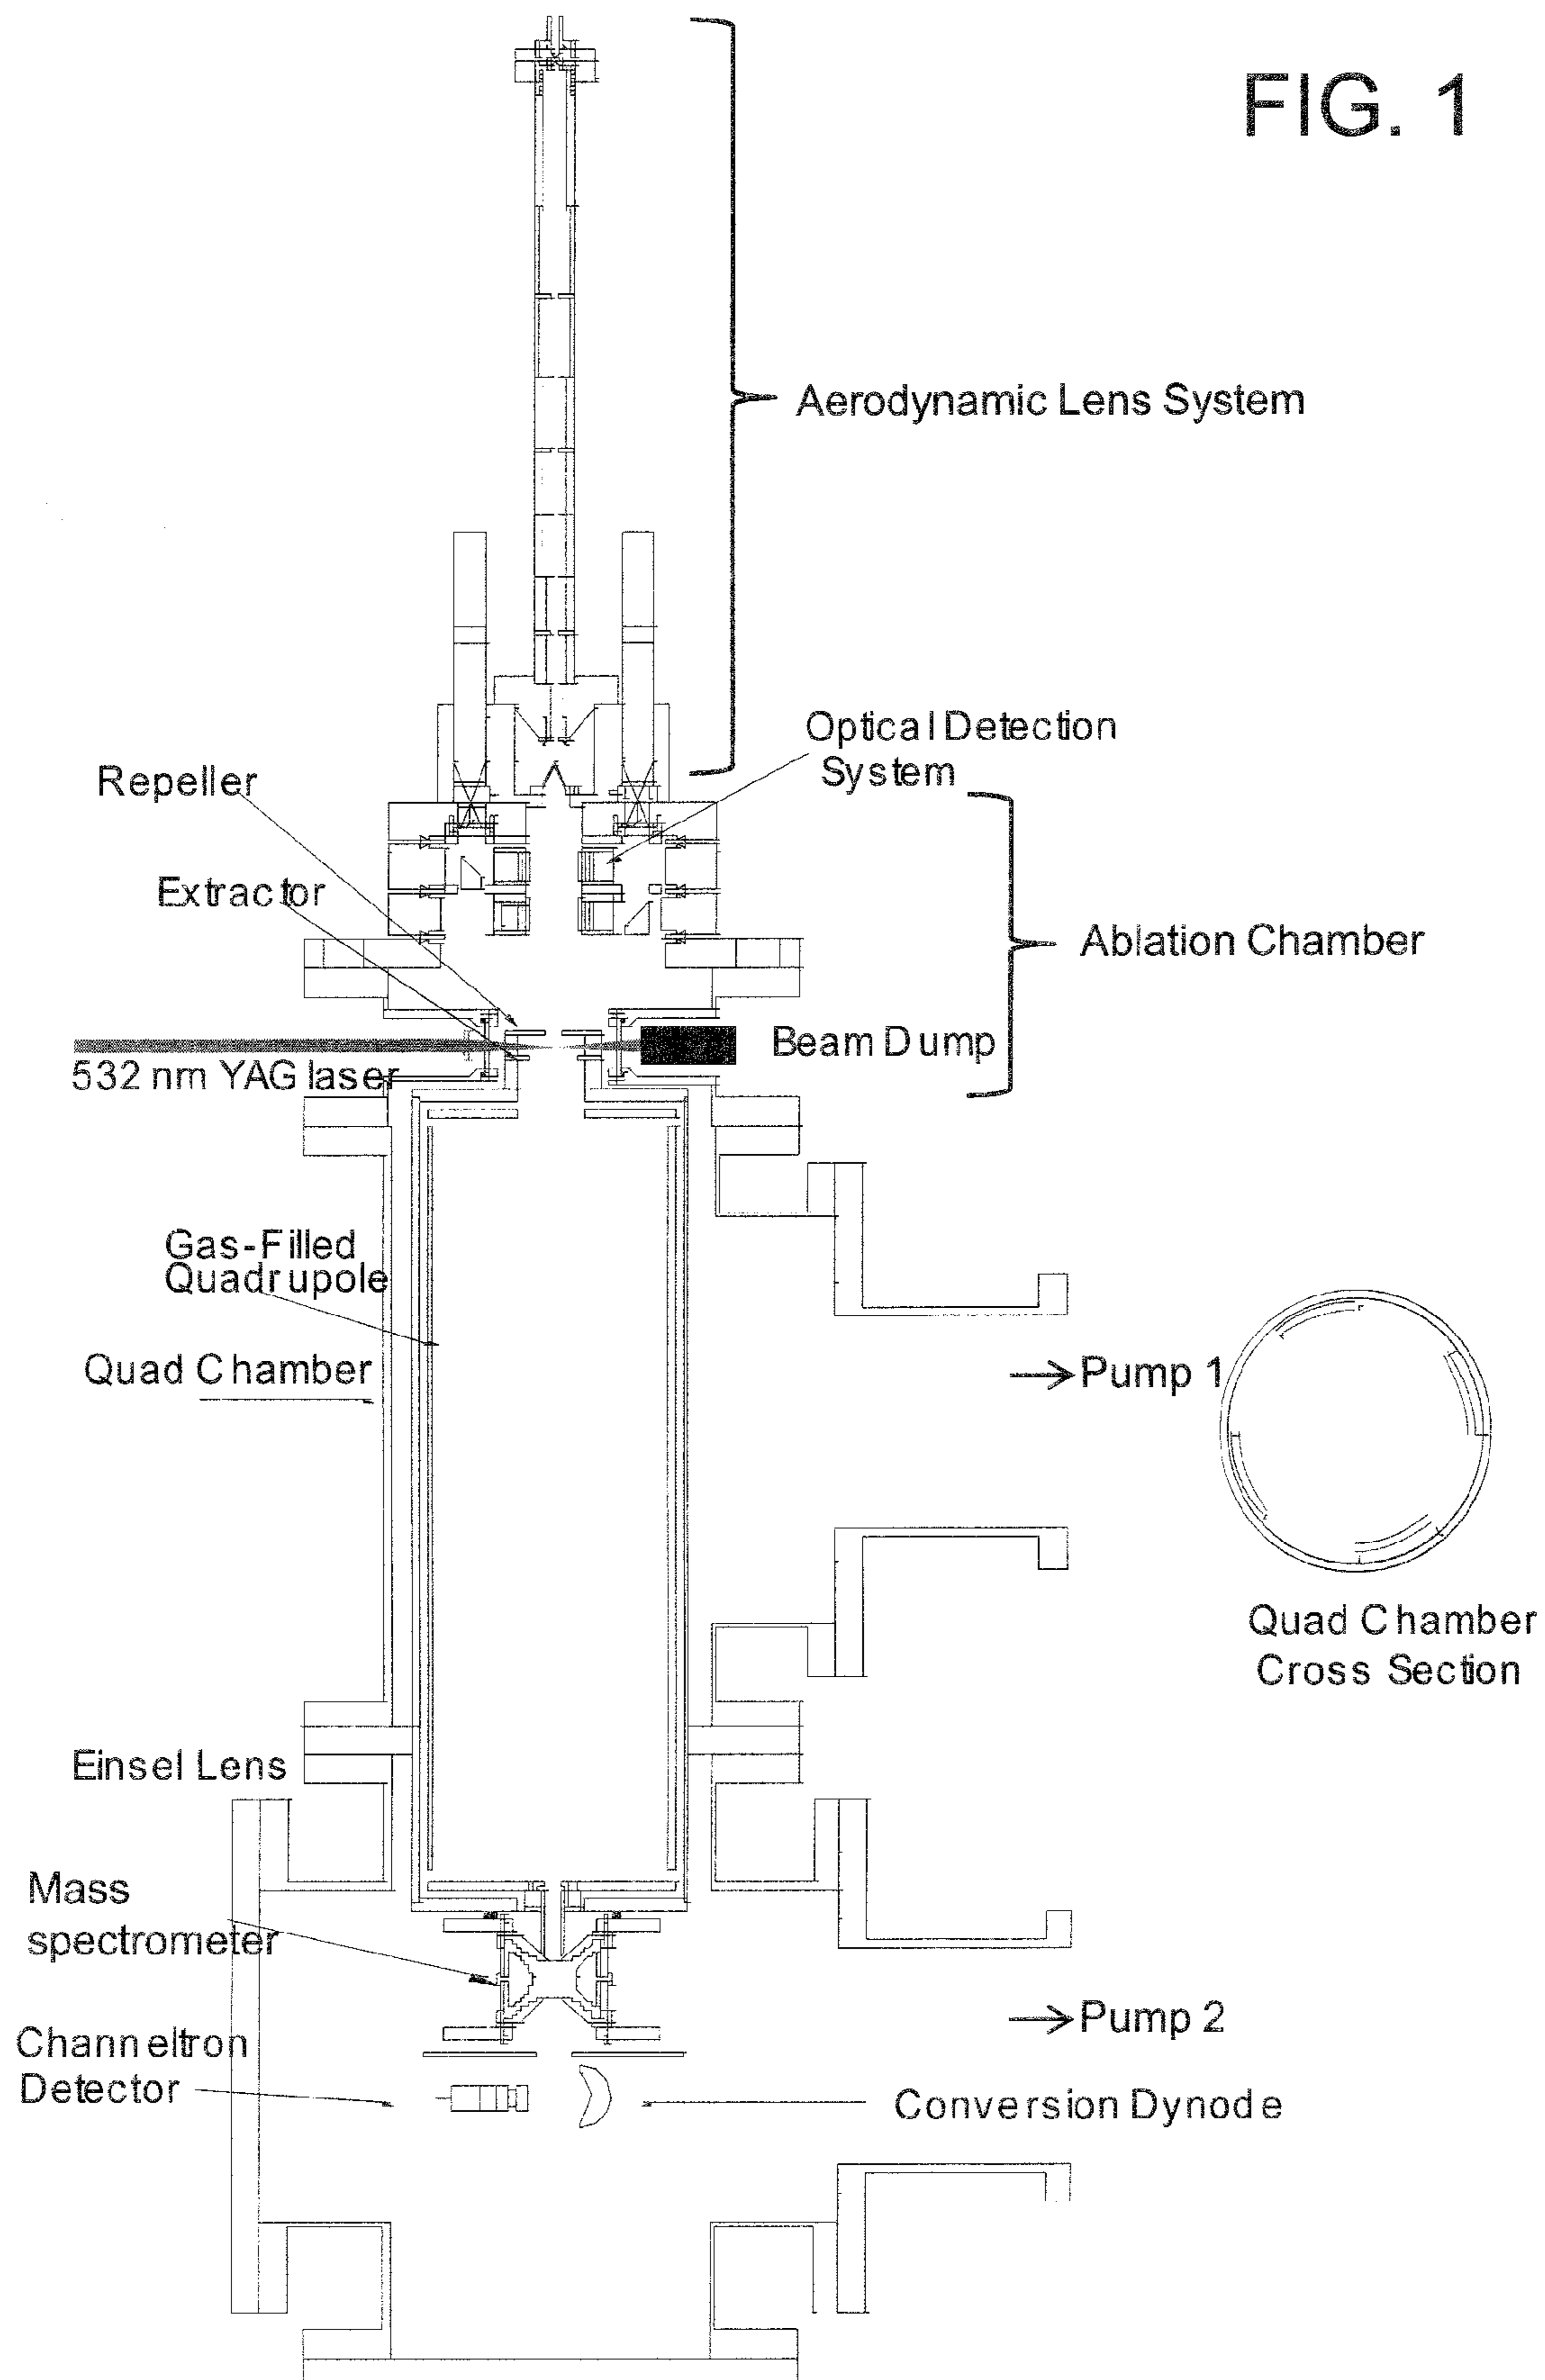 FIG. 1
Aerodynamic Lens System
Optical Detection
System
Repeller
Extractor
Ablation Chamber
Beam Dump
532 nm YAG laser
Gas-Filled
Quadrupole
Quad Chamber
Pump 1
Quad Chamber
Cross Section
Einsel Lens
Mass
spectrometer
Pump 2
Channeltron
Detector
Conversion Dynode